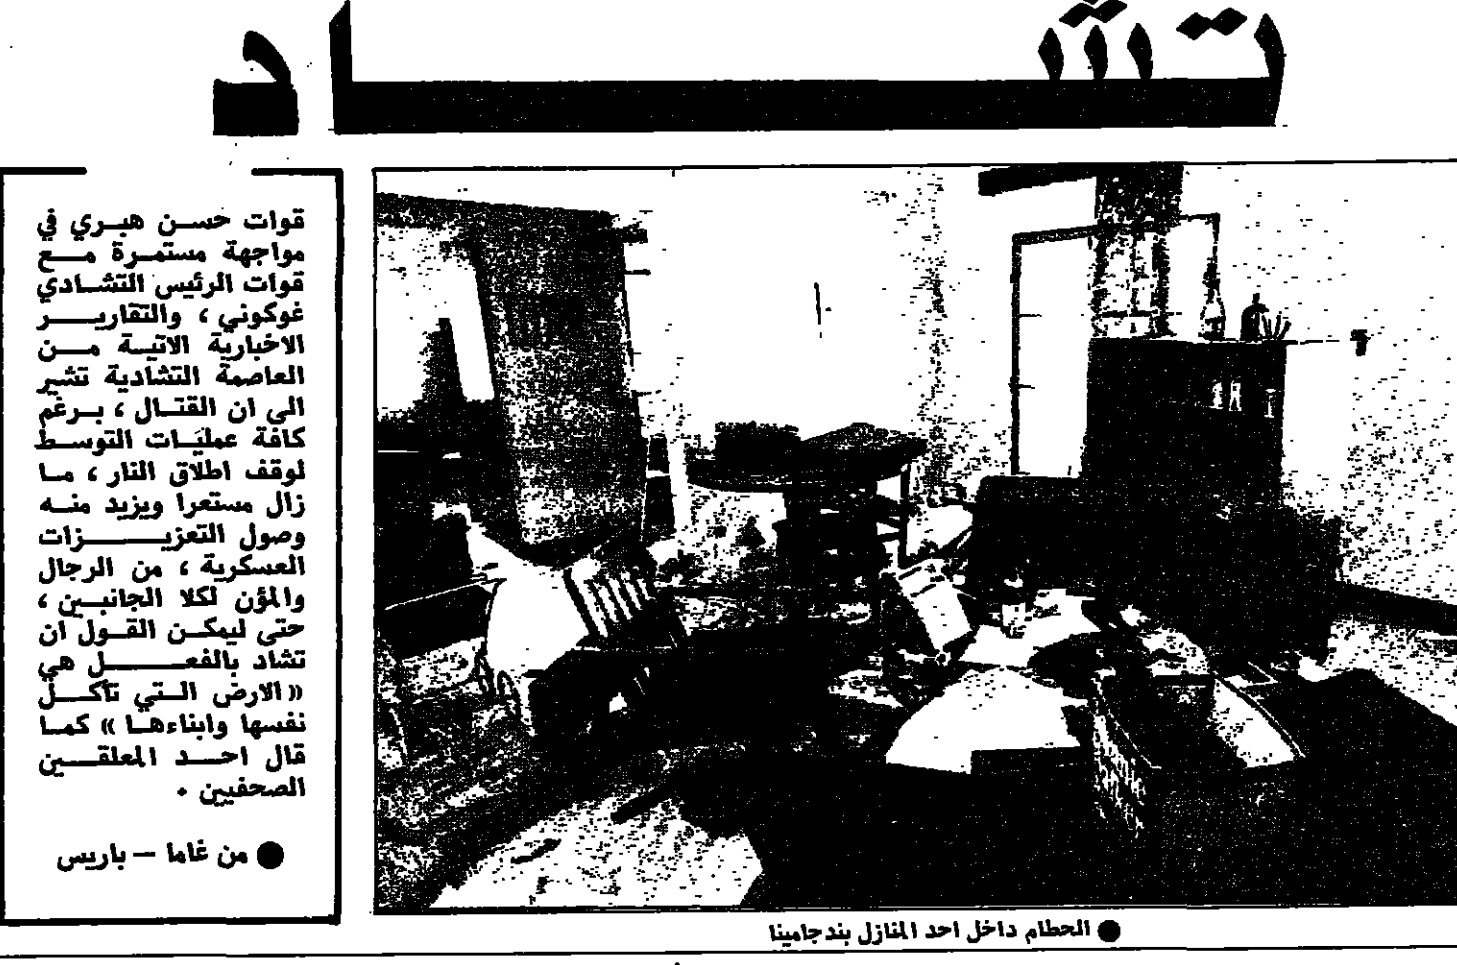 تشاد
قوات حسن هبري في
مواجهة مستمرة مع
قوات الرئيس التشادي
غوكوني ، والتقارير
الاخبارية الاتية من
العاصمة التشادية تشير
الى ان القتال ، برغم
كافة عمليات التوسط
لوقف اطلاق النار ، ما
زال مستعرا ويزيد منه
وصول التعزيزات
العسكرية ، من الرجال
والمؤن لكلا الجانبين ،
حتى ليمكن القول ان
تشاد بالفعل هي
« الارض التي تأكل
نفسها وابناءها » كما
قال احد المعلقين
الصحفيين .
● من غاما — باريس
● الحطام داخل احد المنازل بندجامينا